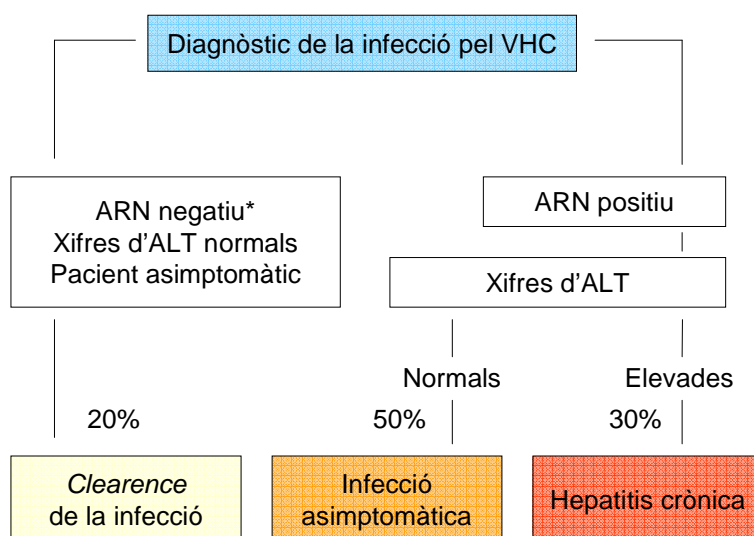 Diagnòstic de la infecció pel VHC
ARN negatiu*
Xifres d'ALT normals
Pacient asimptomàtic
ARN positiu
Xifres d'ALT
Normals
Elevades
20%
50%
30%
Clearence
de la infecció
Infecció
asimptomàtica
Hepatitis crònica